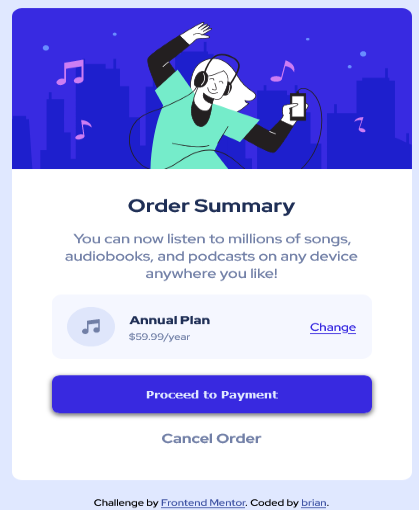 Order Summary
You can now listen to millions of songs,
audiobooks, and podcasts on any device
anywhere you like!
Annual Plan
$59.99/year
Change
Proceed to Payment
Cancel Order
Challenge by Frontend Mentor. Coded by brian.